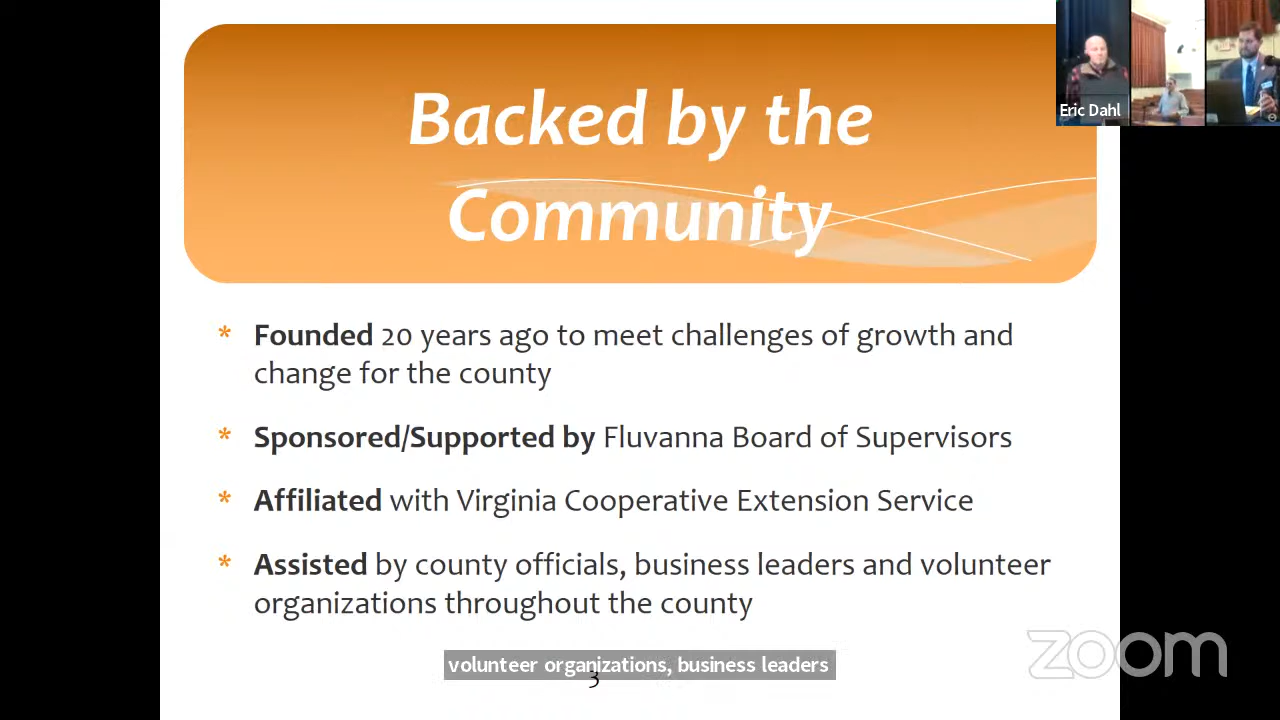 Backed by the
Community
Eric Dahl
* Founded 20 years ago to meet challenges of growth and
change for the county
* Sponsored/Supported by Fluvanna Board of Supervisors
* Affiliated with Virginia Cooperative Extension Service
* Assisted by county officials, business leaders and volunteer
organizations throughout the county
volunteer organizations, business leaders
3
zoom